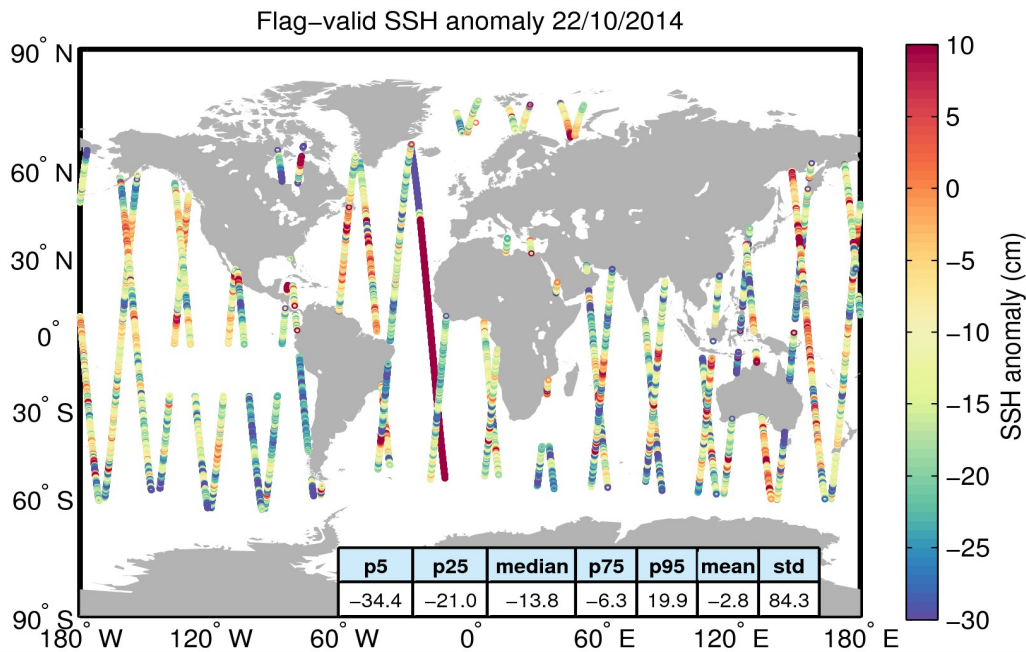 Flag−valid SSH anomaly 22/10/2014
90° N
60° N
30° N
0°
30° S
60° S
90° S
180° W
120° W
60° W
0°
60° E
120° E
180° E
p5 p25 median p75 p95 mean std
−34.4 −21.0 −13.8 −6.3 19.9 −2.8 84.3
10
5
0
−5
−10
−15
−20
−25
−30
SSH anomaly (cm)